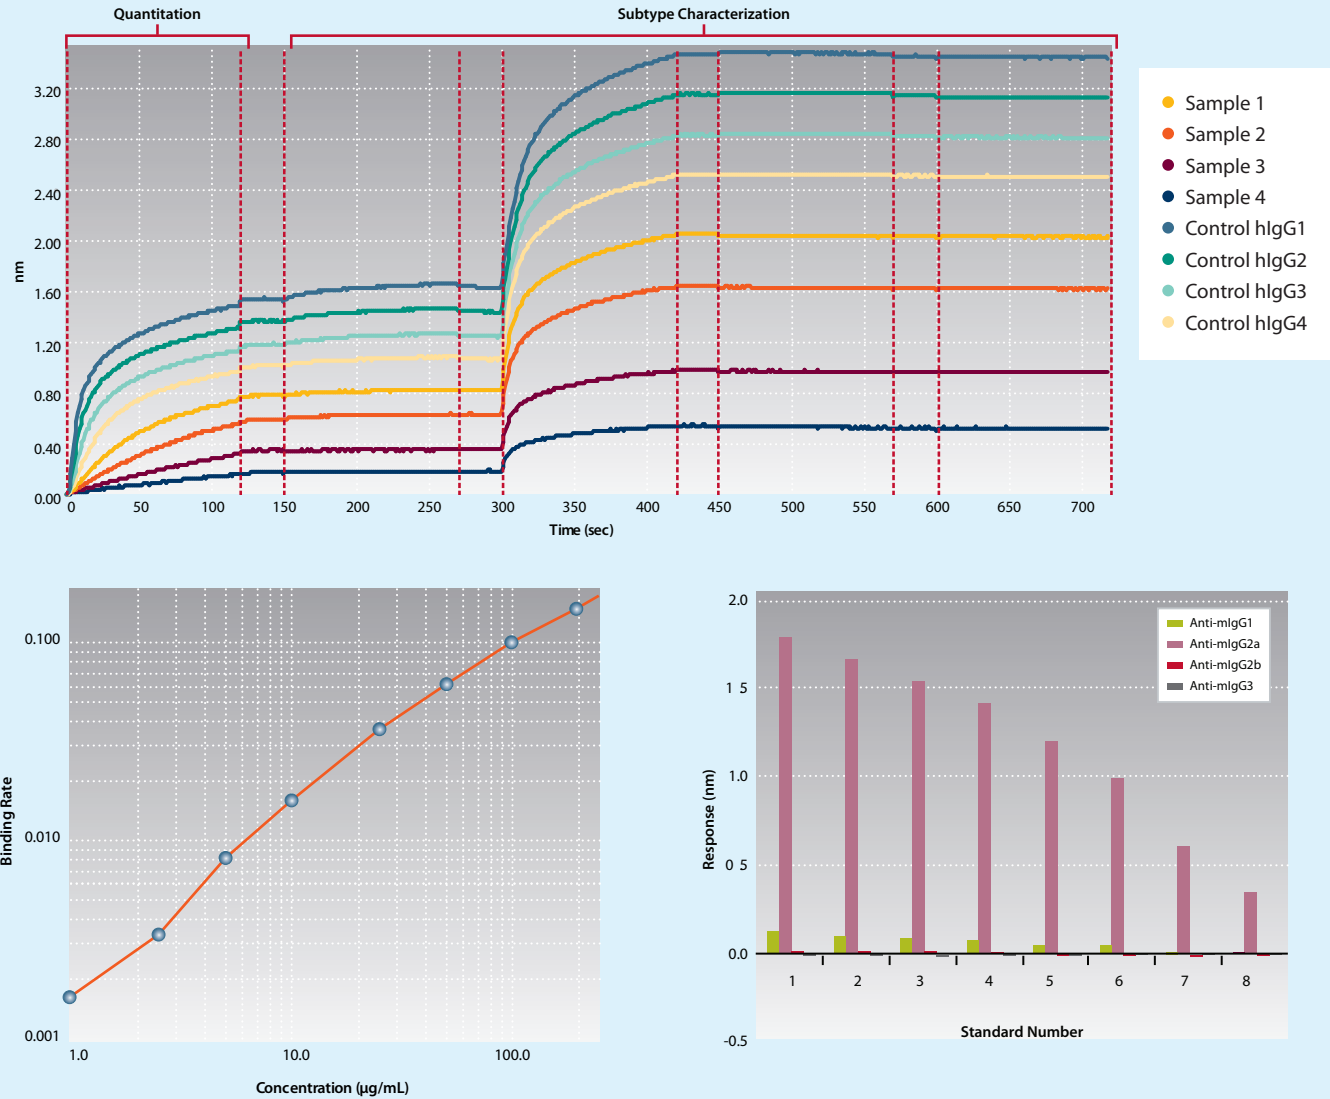 Quantitation
Subtype Characterization
3.20
2.80
2.40
2.00
1.60
1.20
0.80
0.40
0.00
nm
0 50 100 150 200 250 300 350 400 450 500 550 600 650 700
Time (sec)
Sample 1
Sample 2
Sample 3
Sample 4
Control hIgG1
Control hIgG2
Control hIgG3
Control hIgG4
0.100
0.010
0.001
Binding Rate
1.0 10.0 100.0
Concentration (µg/mL)
2.0
1 5
1.0
0 5
0.0
-0.5
Response (nm)
Anti-mIgG1
Anti-mIgG2a
Anti-mIgG2b
Anti-mIgG3
1 2 3 4 5 6 7 8
Standard Number